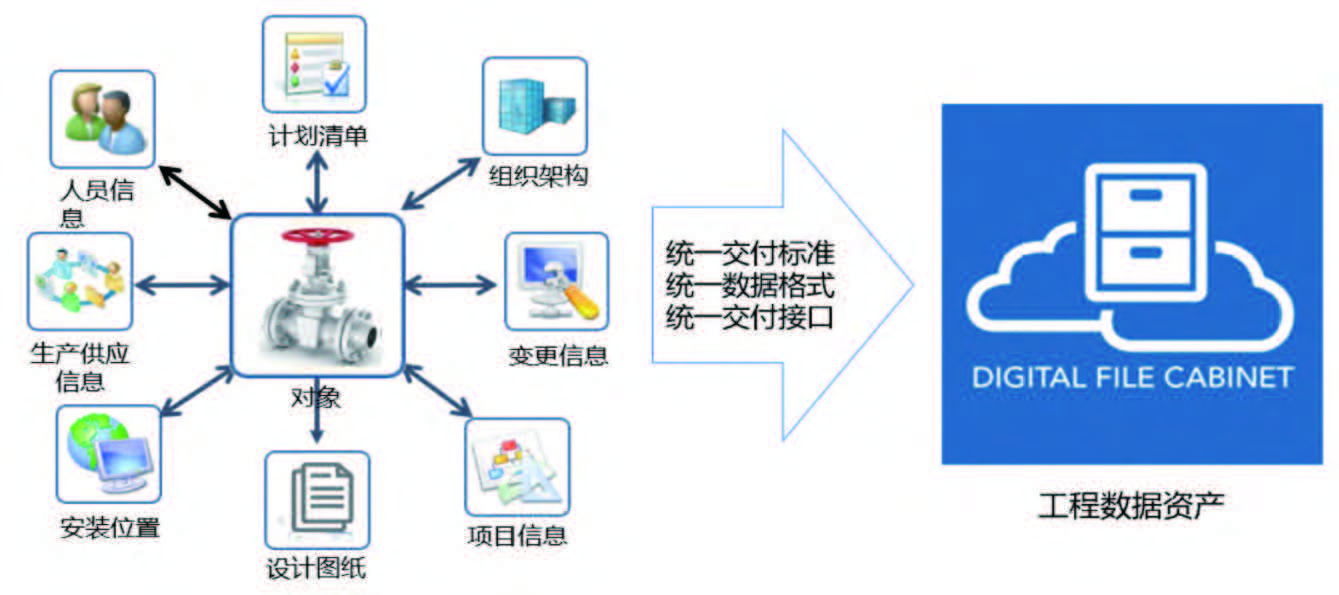 计划清单
组织架构
人员信
息
生产供应
信息
对象
变更信息
安装位置
设计图纸
项目信息
统一交付标准
统一数据格式
统一交付接口
DIGITAL FILE CABINET
工程数据资产